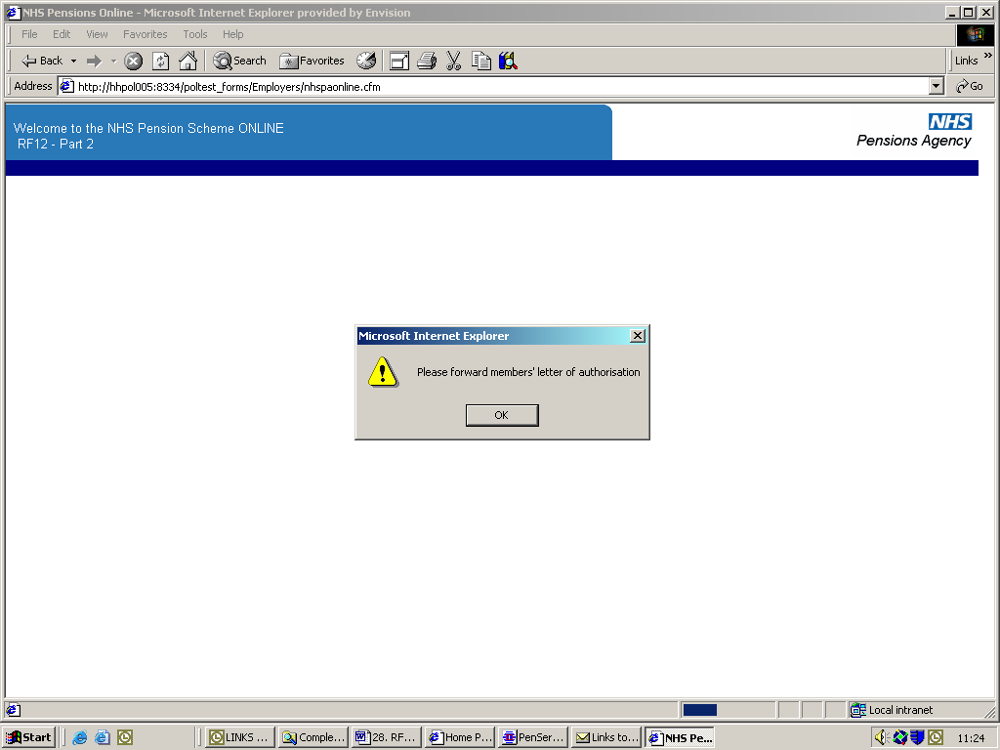 NHS Pensions Online - Microsoft Internet Explorer provided by Envision
File Edit View Favorites Tools Help
Back Search Favorites Links »
Address http://hhpol005:8334/poltest_forms/Employers/nhspaonline.cfm Go
Welcome to the NHS Pension Scheme ONLINE
RF12 - Part 2
NHS
Pensions Agency
Microsoft Internet Explorer
Please forward members' letter of authorisation
OK
Local intranet
Start LINKS ... Comple... 28. RF... Home P... PenSer... Links to... NHS Pe... 11:24